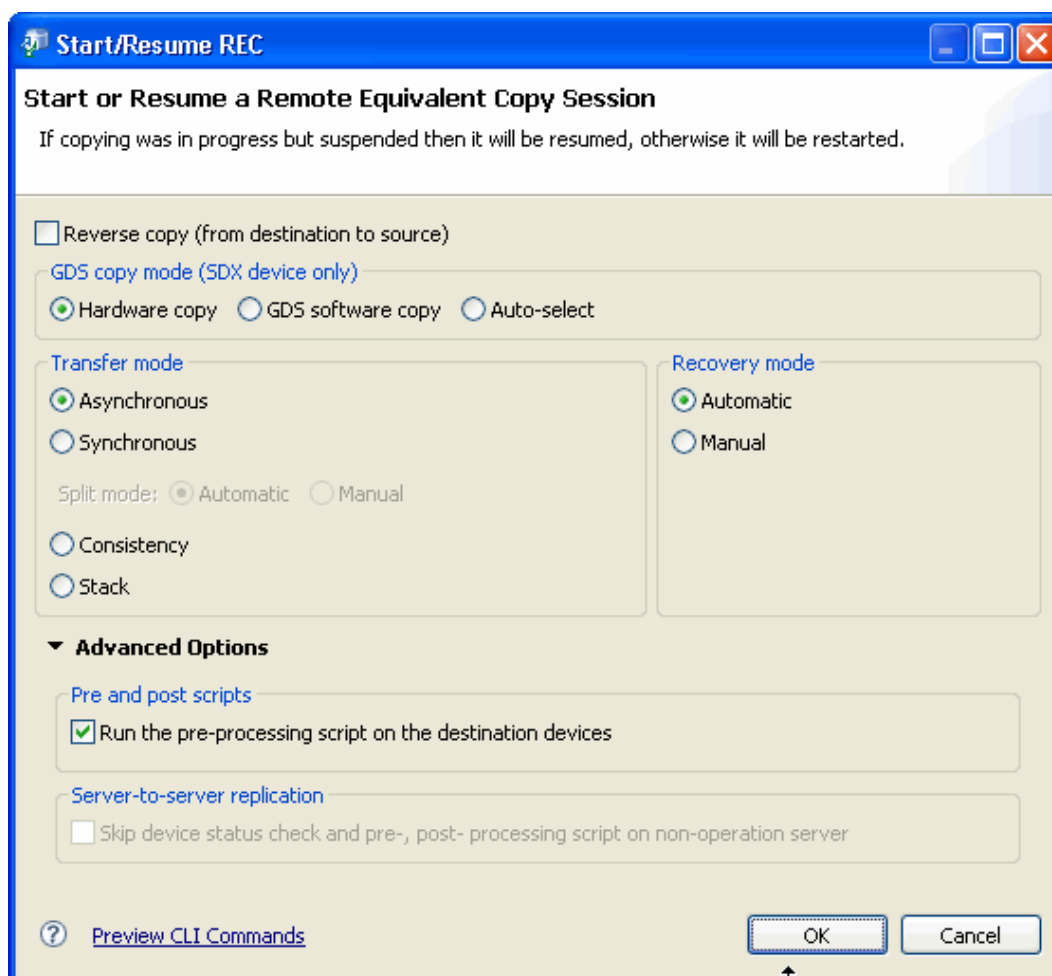 Start/Resume REC
Start or Resume a Remote Equivalent Copy Session
If copying was in progress but suspended then it will be resumed, otherwise it will be restarted.
Reverse copy (from destination to source)
GDS copy mode (SDX device only)
Hardware copy GDS software copy Auto-select
Transfer mode
Asynchronous
Synchronous
Split mode: Automatic Manual
Consistency
Stack
Recovery mode
Automatic
Manual
Advanced Options
Pre and post scripts
Run the pre-processing script on the destination devices
Server-to-server replication
Skip device status check and pre-, post- processing script on non-operation server
? Preview CLI Commands OK Cancel